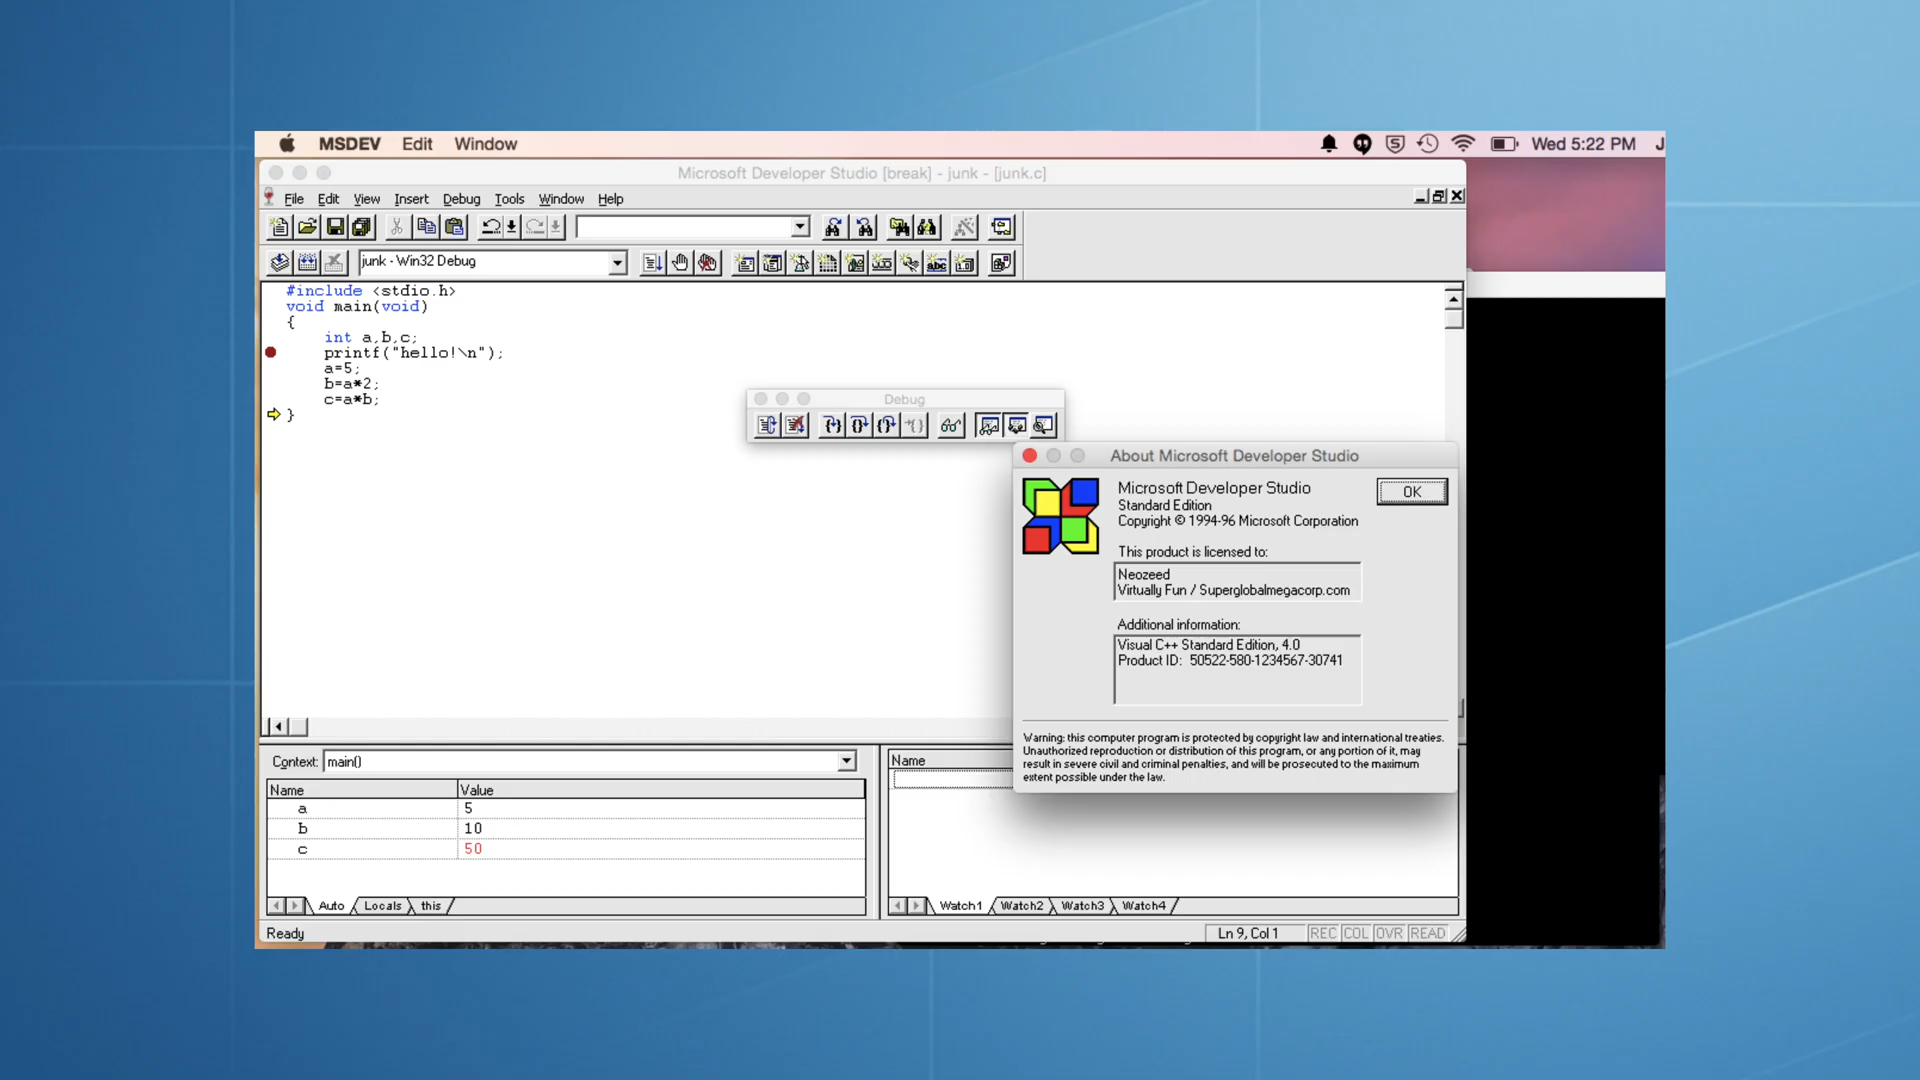 MSDEV Edit Window
Wed 5:22 PM
Microsoft Developer Studio [break] - junk - [junk.c]
File Edit View Insert Debug Tools Window Help
junk - Win32 Debug
#include <stdio.h>
void main(void)
{
int a,b,c;
printf("hello!\n");
a=5;
b=a*2;
c=a*b;
}
Debug
About Microsoft Developer Studio
Microsoft Developer Studio
Standard Edition
Copyright © 1994-96 Microsoft Corporation
OK
This product is licensed to:
Neozeed
Virtually Fun / Superglobalmegacorp.com
Additional information:
Visual C++ Standard Edition, 4.0
Product ID: 50522-580-1234567-30741
Warning: this computer program is protected by copyright law and international treaties.
Unauthorized reproduction or distribution of this program, or any portion of it, may
result in severe civil and criminal penalties, and will be prosecuted to the maximum
extent possible under the law.
Context: main()
Name Value
a 5
b 10
c 50
Auto Locals this
Name
Watch1 Watch2 Watch3 Watch4
Ready
Ln 9, Col 1 REC COL OVR READ